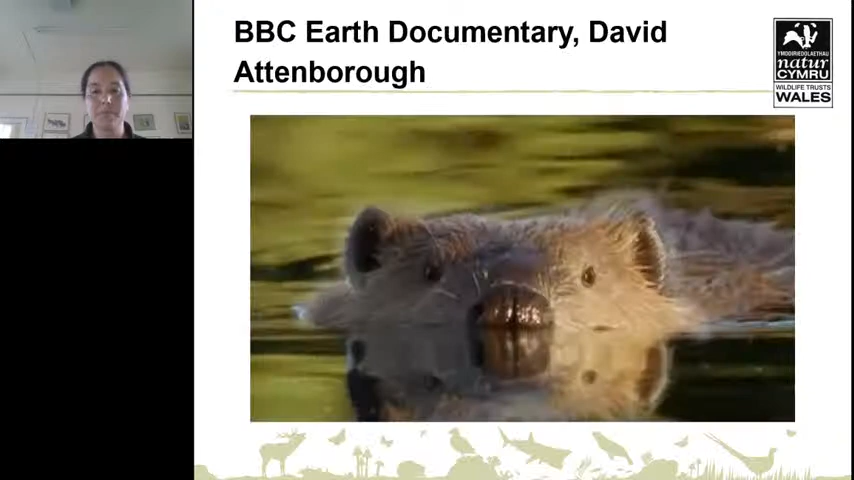 BBC Earth Documentary, David
Attenborough
YMDDIRIEDOLAETHAU
natur
CYMRU
WILDLIFE TRUSTS
WALES